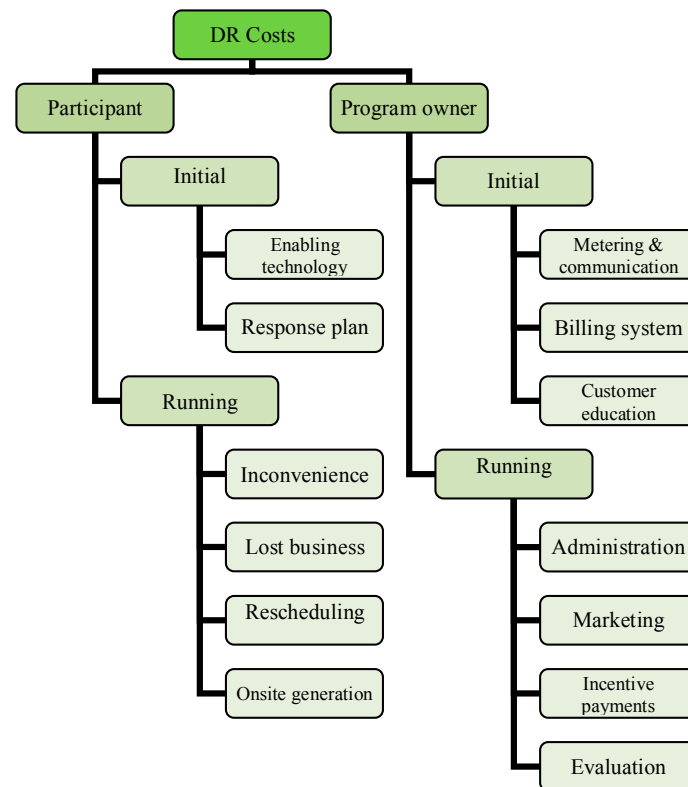 DR Costs
Participant
Program owner
Initial
Enabling
technology
Response plan
Running
Inconvenience
Lost business
Rescheduling
Onsite generation
Initial
Metering &
communication
Billing system
Customer
education
Running
Administration
Marketing
Incentive
payments
Evaluation